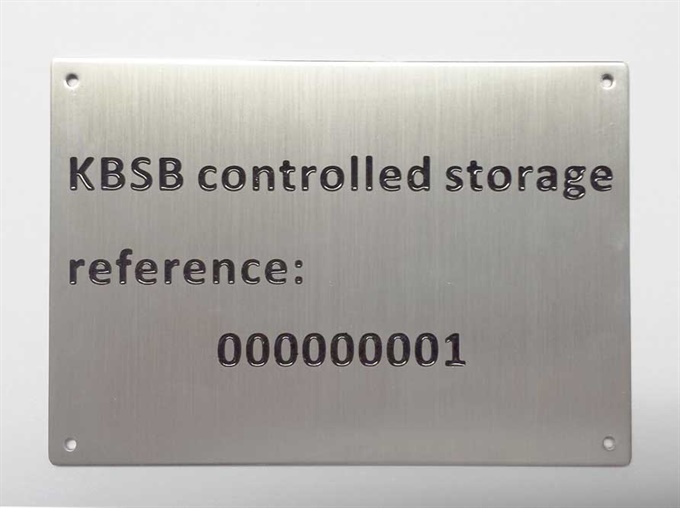 KBSB controlled storage
reference:
000000001